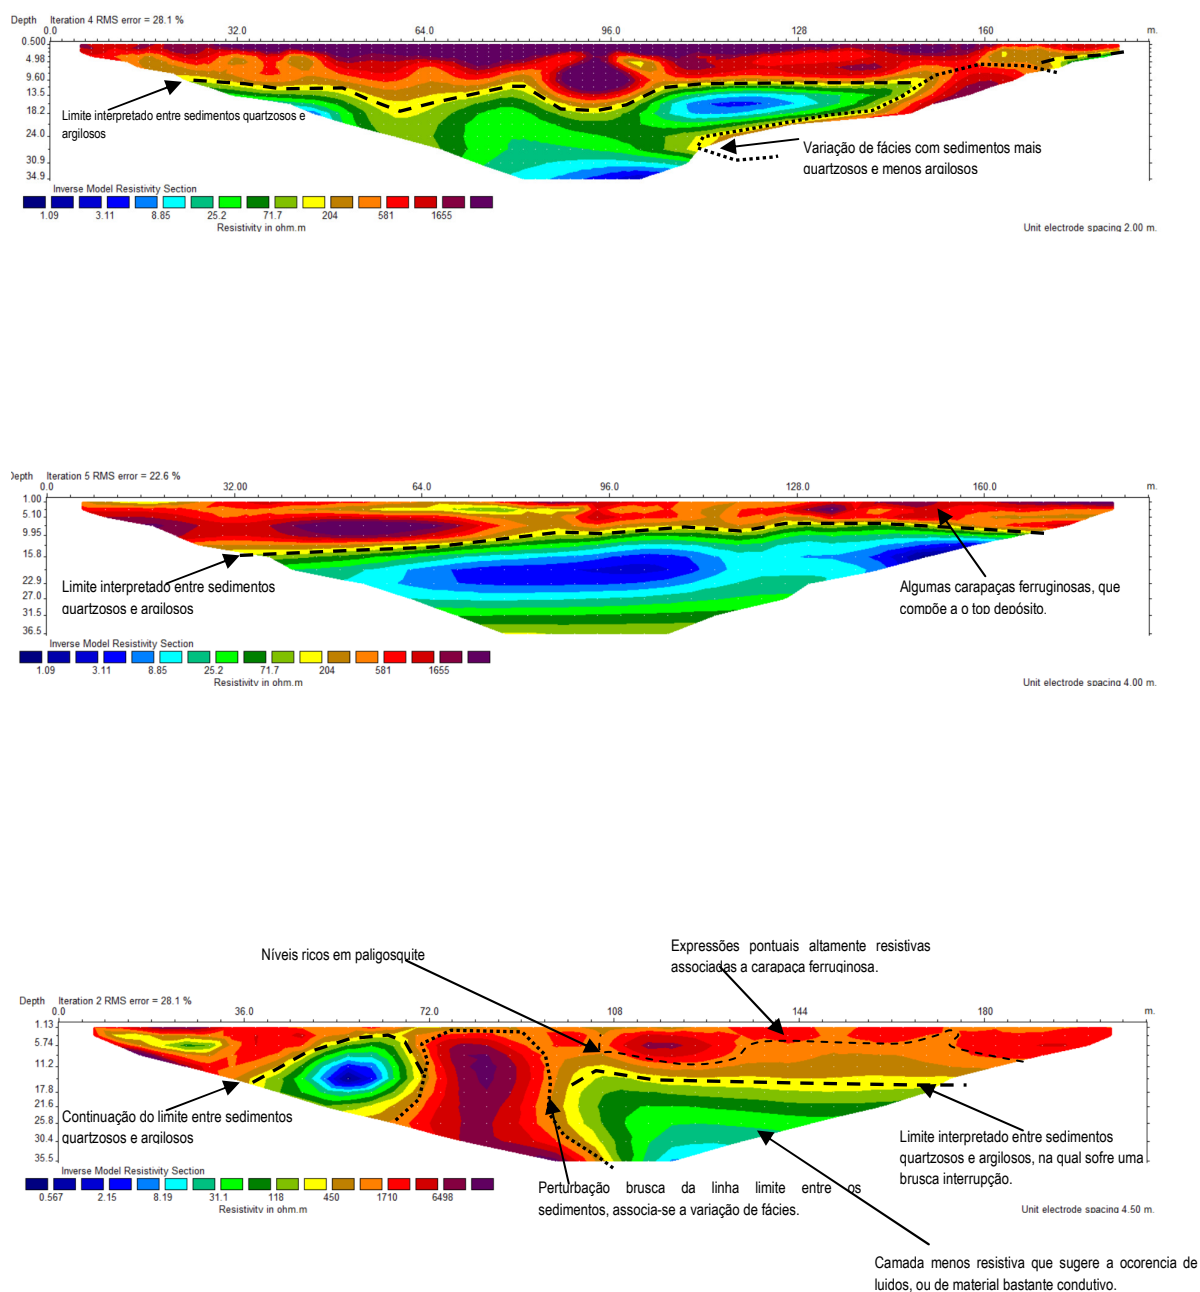 Depth Iteration 4 RMS error = 28.1 %
0.0 32.0 64.0 96.0 128 160 m.
0.500
4.98
9.60
13.5
18.2
24.0
30.9
34.9
Limite interpretado entre sedimentos quartzosos e
argilosos
Variação de fácies com sedimentos mais
quartzosos e menos argilosos
Inverse Model Resistivity Section
1.09 3.11 8.85 25.2 71.7 204 581 1655
Resistivity in ohm.m
Unit electrode spacing 2.00 m.
Depth Iteration 5 RMS error = 22.6 %
0.0 32.00 64.0 96.0 128.0 160.0 m.
1.00
5.10
9.95
15.8
22.9
27.0
31.5
36.5
Limite interpretado entre sedimentos
quartzosos e argilosos
Algumas carapaças ferruginosas, que
compõe a o top depósito.
Inverse Model Resistivity Section
1.09 3.11 8.85 25.2 71.7 204 581 1655
Resistivity in ohm.m
Unit electrode spacing 4.00 m.
Níveis ricos em paligosquite
Expressões pontuais altamente resistivas
associadas a carapaça ferruginosa.
Depth Iteration 2 RMS error = 28.1 %
0.0 36.0 72.0 108 144 180 m.
1.13
5.74
11.2
17.8
21.6
25.8
30.4
35.5
Continuação do limite entre sedimentos
quartzosos e argilosos
Limite interpretado entre sedimentos
quartzosos e argilosos, na qual sofre uma
brusca interrupção.
Inverse Model Resistivity Section
0.567 2.15 8.19 31.1 118 450 1710 6498
Resistivity in ohm.m
Perturbação brusca da linha limite entre os
sedimentos, associa-se a variação de fácies.
Unit electrode spacing 4.50 m.
Camada menos resistiva que sugere a ocorencia de
luidos, ou de material bastante condutivo.